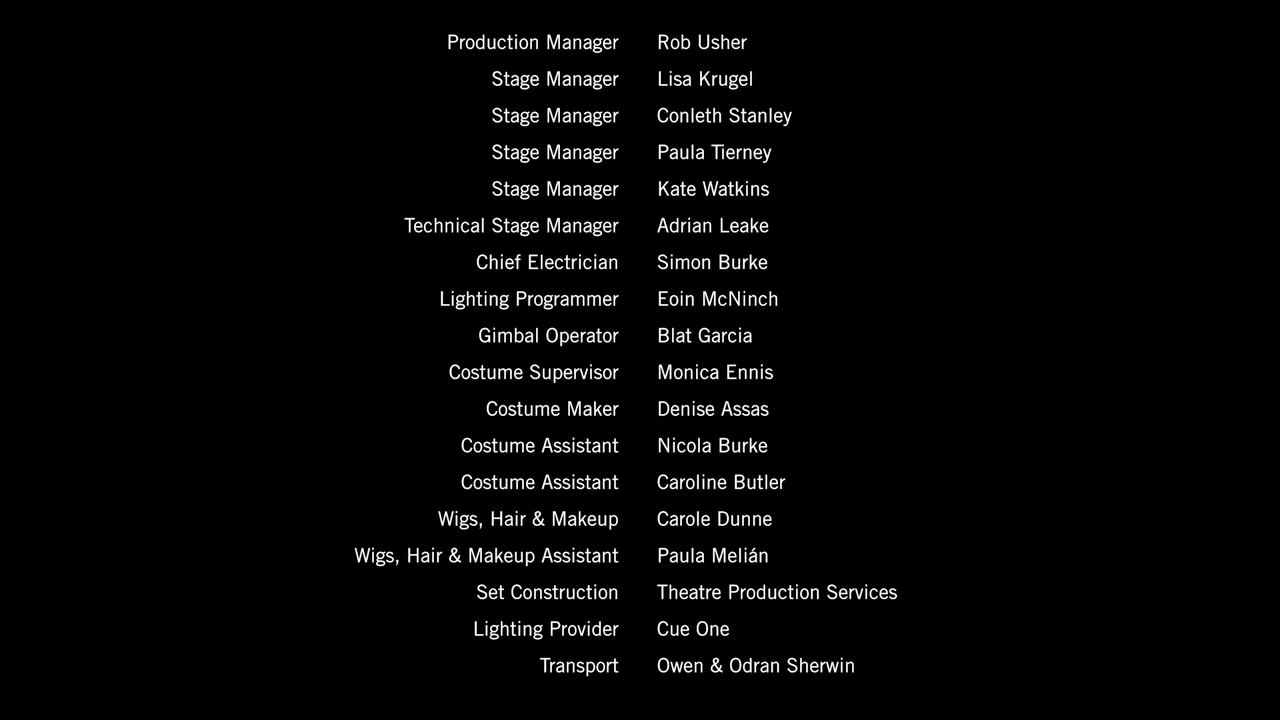 Production Manager Rob Usher
Stage Manager Lisa Krugel
Stage Manager Conleth Stanley
Stage Manager Paula Tierney
Stage Manager Kate Watkins
Technical Stage Manager Adrian Leake
Chief Electrician Simon Burke
Lighting Programmer Eoin McNinch
Gimbal Operator Blat Garcia
Costume Supervisor Monica Ennis
Costume Maker Denise Assas
Costume Assistant Nicola Burke
Costume Assistant Caroline Butler
Wigs, Hair & Makeup Carole Dunne
Wigs, Hair & Makeup Assistant Paula Melián
Set Construction Theatre Production Services
Lighting Provider Cue One
Transport Owen & Odran Sherwin